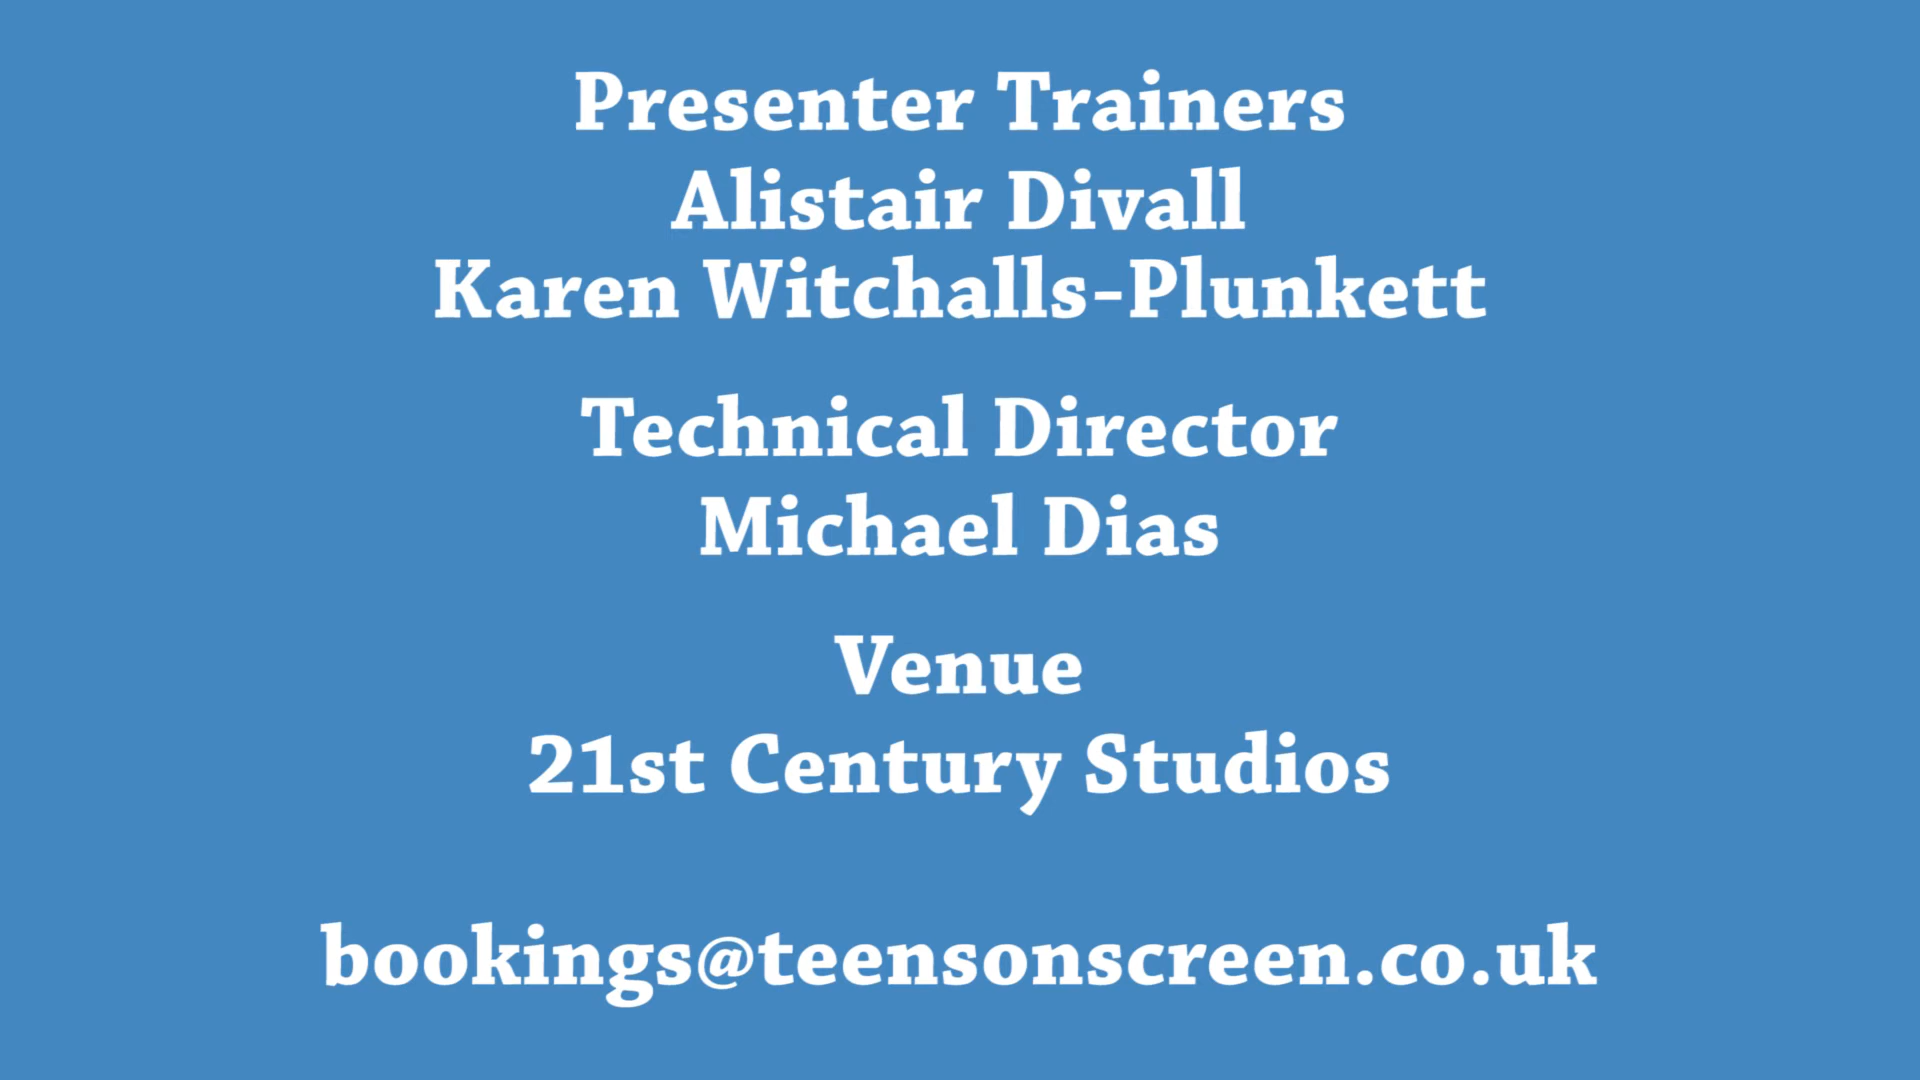 Presenter Trainers
Alistair Divall
Karen Witchalls-Plunkett
Technical Director
Michael Dias
Venue
21st Century Studios
bookings@teensonscreen.co.uk